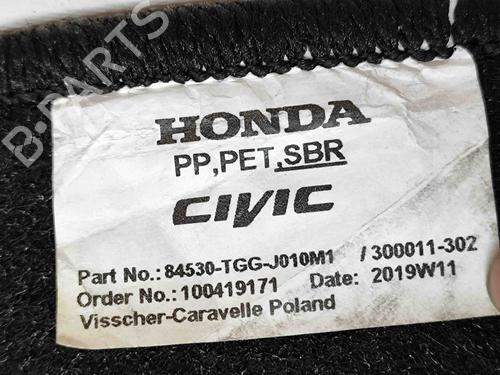 B-PARTS
HONDA
PP,PET,SBR
CIVIC
Part No.:84530-TGG-J010M1 /300011-302
Order No.:100419171 Date: 2019W11
Visscher-Caravelle Poland